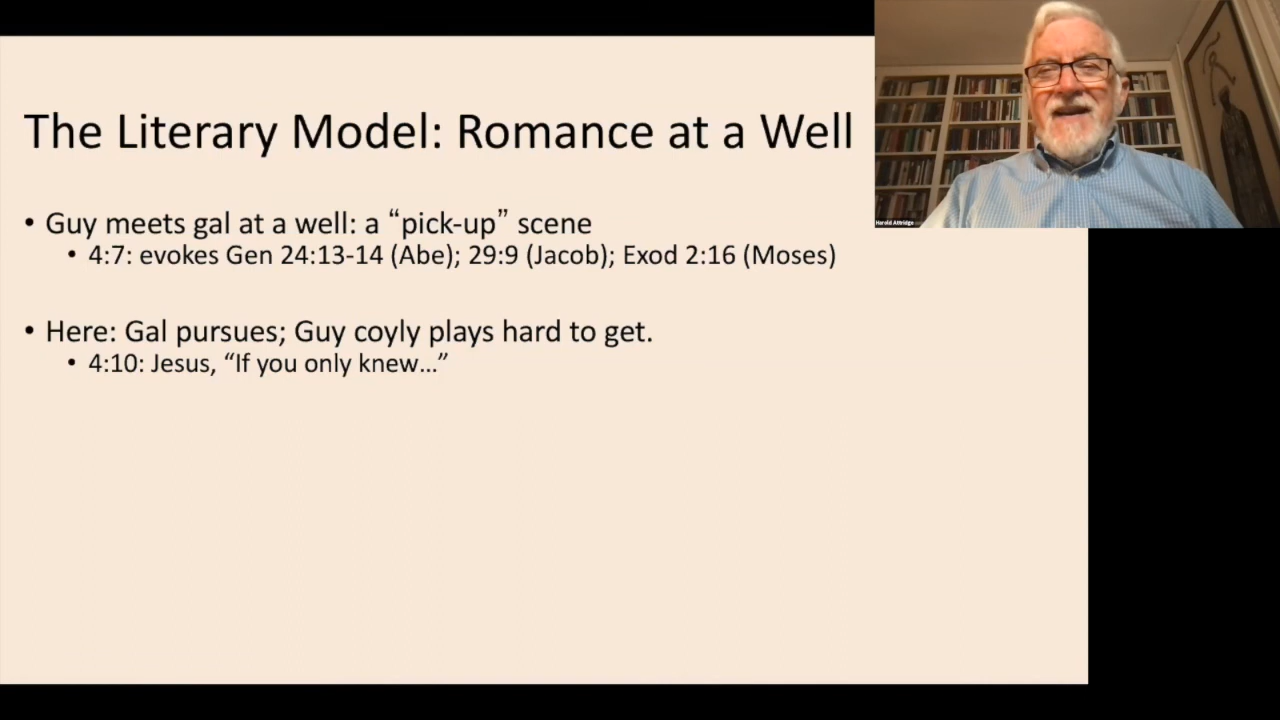 The Literary Model: Romance at a Well
• Guy meets gal at a well: a “pick-up” scene
• 4:7: evokes Gen 24:13-14 (Abe); 29:9 (Jacob); Exod 2:16 (Moses)
• Here: Gal pursues; Guy coyly plays hard to get.
• 4:10: Jesus, “If you only knew…”
Harold Attridge